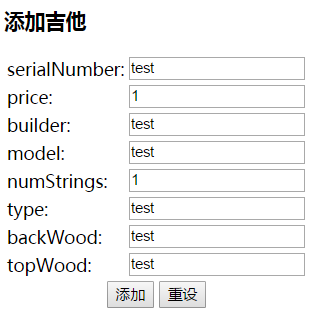 添加吉他
serialNumber: test
price: 1
builder: test
model: test
numStrings: 1
type: test
backWood: test
topWood: test
添加 重设